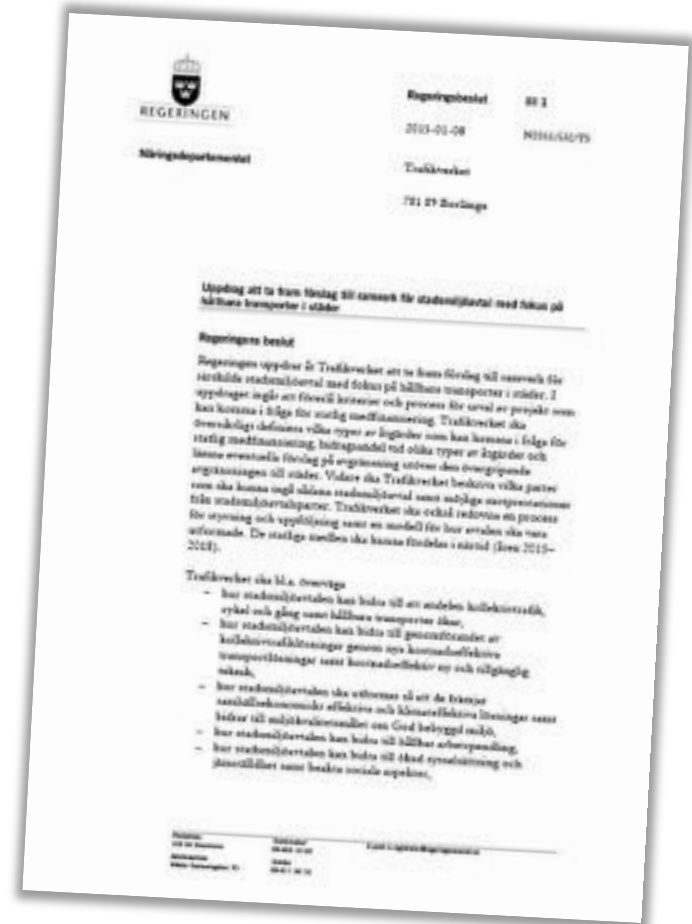 REGERINGEN
Näringsdepartementet
Regeringsbeslut
III 1
2015-01-08
Trafikverket
781 89 Borlänge
Uppdrag att ta fram förslag till ramverk för stadsmiljöavtal med fokus på
hållbara transporter i städer
Regeringens beslut
Regeringen uppdrar åt Trafikverket att ta fram förslag till ramverk för
särskilda stadsmiljöavtal med fokus på hållbara transporter i städer. I
uppdraget ingår att föreslå kriterier och process för urval av projekt som
kan komma i fråga för statlig medfinansiering. Trafikverket ska
översiktligt definiera vilka typer av åtgärder som kan komma i fråga för
statlig medfinansiering, bidragsandel vid olika typer av åtgärder och
lämna eventuella förslag på avgränsning utöver den övergripande
avgränsningen till städer. Vidare ska Trafikverket beskriva vilka parter
som ska kunna ingå sådana stadsmiljöavtal samt möjliga motprestationer
från stadsmiljöavtalsparter. Trafikverket ska också redovisa en process
för styrning och uppföljning samt en modell för hur avtalen ska vara
utformade. De statliga medlen ska kunna fördelas i närtid (åren 2015–
2018).
Trafikverket ska bl.a. överväga
– hur stadsmiljöavtalen kan bidra till att andelen kollektivtrafik,
cykel och gång samt hållbara transporter ökar,
– hur stadsmiljöavtalen kan bidra till genomförandet av
kollektivtrafiklösningar genom nya kostnadseffektiva
transportlösningar samt kostnadseffektiv ny och tillgänglig
teknik,
– hur stadsmiljöavtalen ska utformas så att de främjar
samhällsekonomiskt effektiva och klimateffektiva lösningar samt
bidrar till miljökvalitetsmålet om God bebyggd miljö,
– hur stadsmiljöavtalen kan bidra till hållbar arbetspendling,
– hur stadsmiljöavtalen kan bidra till ökad sysselsättning och
jämställdhet samt beakta sociala aspekter,